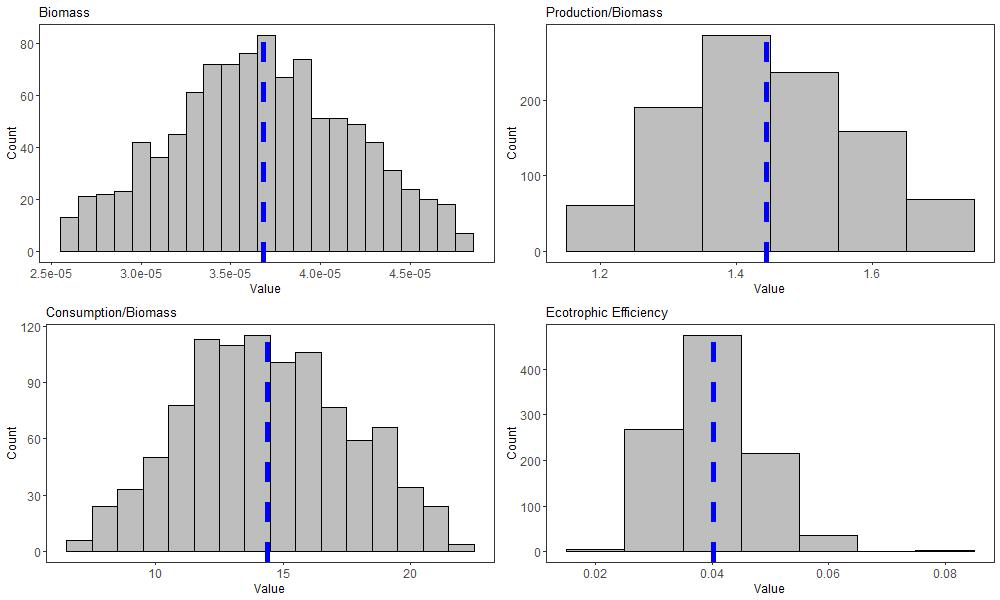 Biomass
Count
80
60
40
20
0
2.5e-05 3.0e-05 3.5e-05 4.0e-05 4.5e-05
Value
Production/Biomass
Count
200
100
0
1.2 1.4 1.6
Value
Consumption/Biomass
Count
120
90
60
30
0
10 15 20
Value
Ecotrophic Efficiency
Count
400
300
200
100
0
0.02 0.04 0.06 0.08
Value